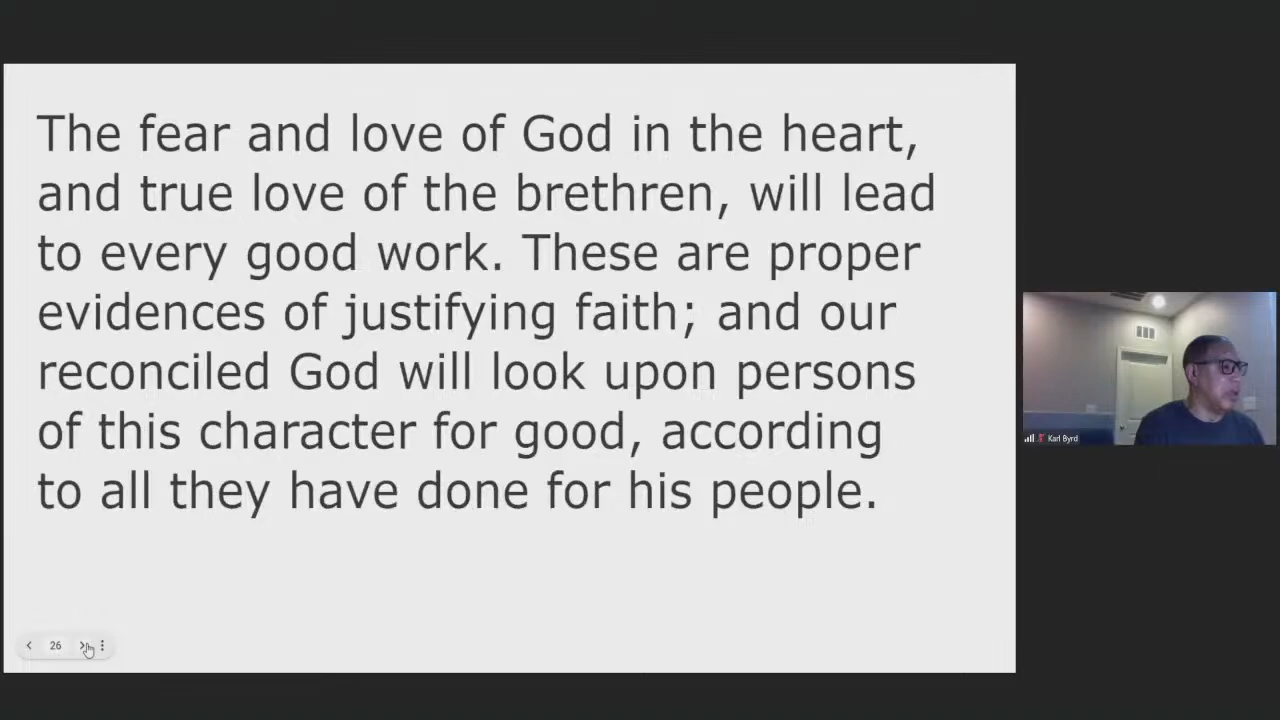 The fear and love of God in the heart,
and true love of the brethren, will lead
to every good work. These are proper
evidences of justifying faith; and our
reconciled God will look upon persons
of this character for good, according
to all they have done for his people.
26
Karl Byrd